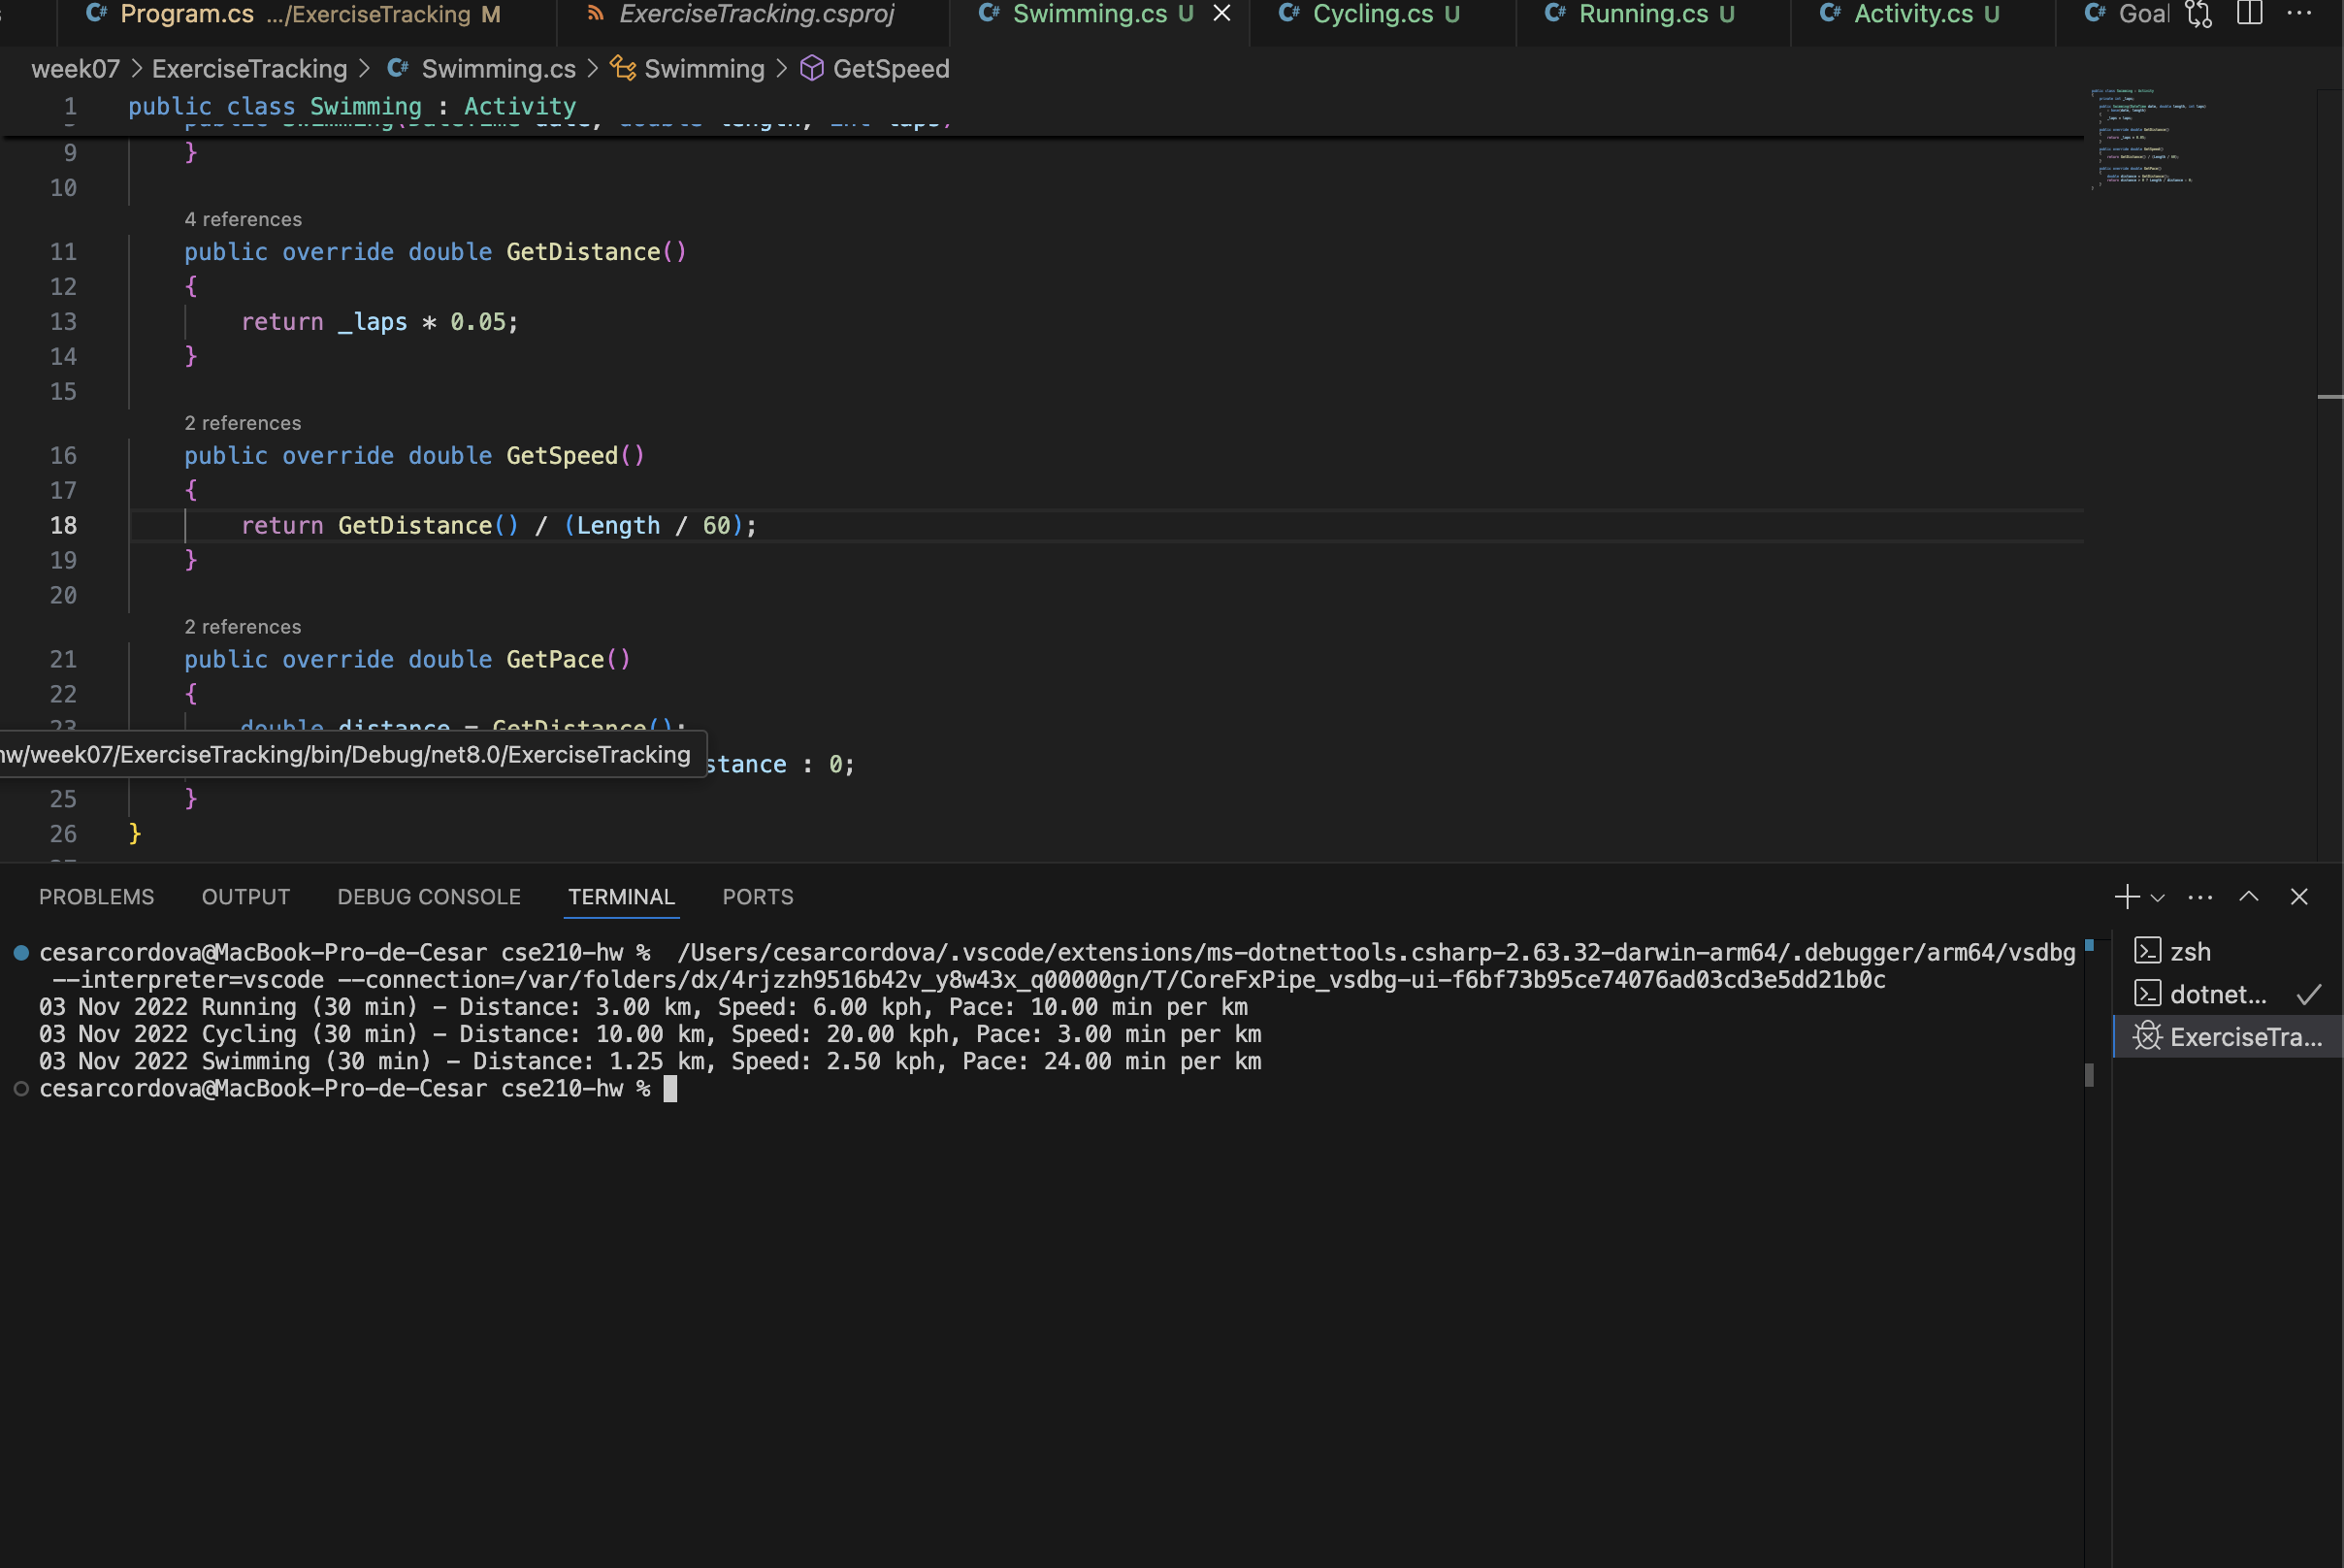 Program.cs .../ExerciseTracking M ExerciseTracking.csproj Swimming.cs U Cycling.cs U Running.cs U Activity.cs U Goal
week07 > ExerciseTracking > Swimming.cs > Swimming > GetSpeed
1 public class Swimming : Activity
public Swimming(DateTime date, double length, int laps)
9 }
10
4 references
11 public override double GetDistance()
12 {
13 return _laps * 0.05;
14 }
15
2 references
16 public override double GetSpeed()
17 {
18 return GetDistance() / (Length / 60);
19 }
20
2 references
21 public override double GetPace()
22 {
23 double distance = GetDistance();
hw/week07/ExerciseTracking/bin/Debug/net8.0/ExerciseTracking
stance : 0;
25 }
26 }
PROBLEMS OUTPUT DEBUG CONSOLE TERMINAL PORTS
cesarcordova@MacBook-Pro-de-Cesar cse210-hw % /Users/cesarcordova/.vscode/extensions/ms-dotnettools.csharp-2.63.32-darwin-arm64/.debugger/arm64/vsdbg
--interpreter=vscode --connection=/var/folders/dx/4rjzzh9516b42v_y8w43x_q00000gn/T/CoreFxPipe_vsdbg-ui-f6bf73b95ce74076ad03cd3e5dd21b0c
03 Nov 2022 Running (30 min) - Distance: 3.00 km, Speed: 6.00 kph, Pace: 10.00 min per km
03 Nov 2022 Cycling (30 min) - Distance: 10.00 km, Speed: 20.00 kph, Pace: 3.00 min per km
03 Nov 2022 Swimming (30 min) - Distance: 1.25 km, Speed: 2.50 kph, Pace: 24.00 min per km
cesarcordova@MacBook-Pro-de-Cesar cse210-hw %
zsh
dotnet...
ExerciseTra...